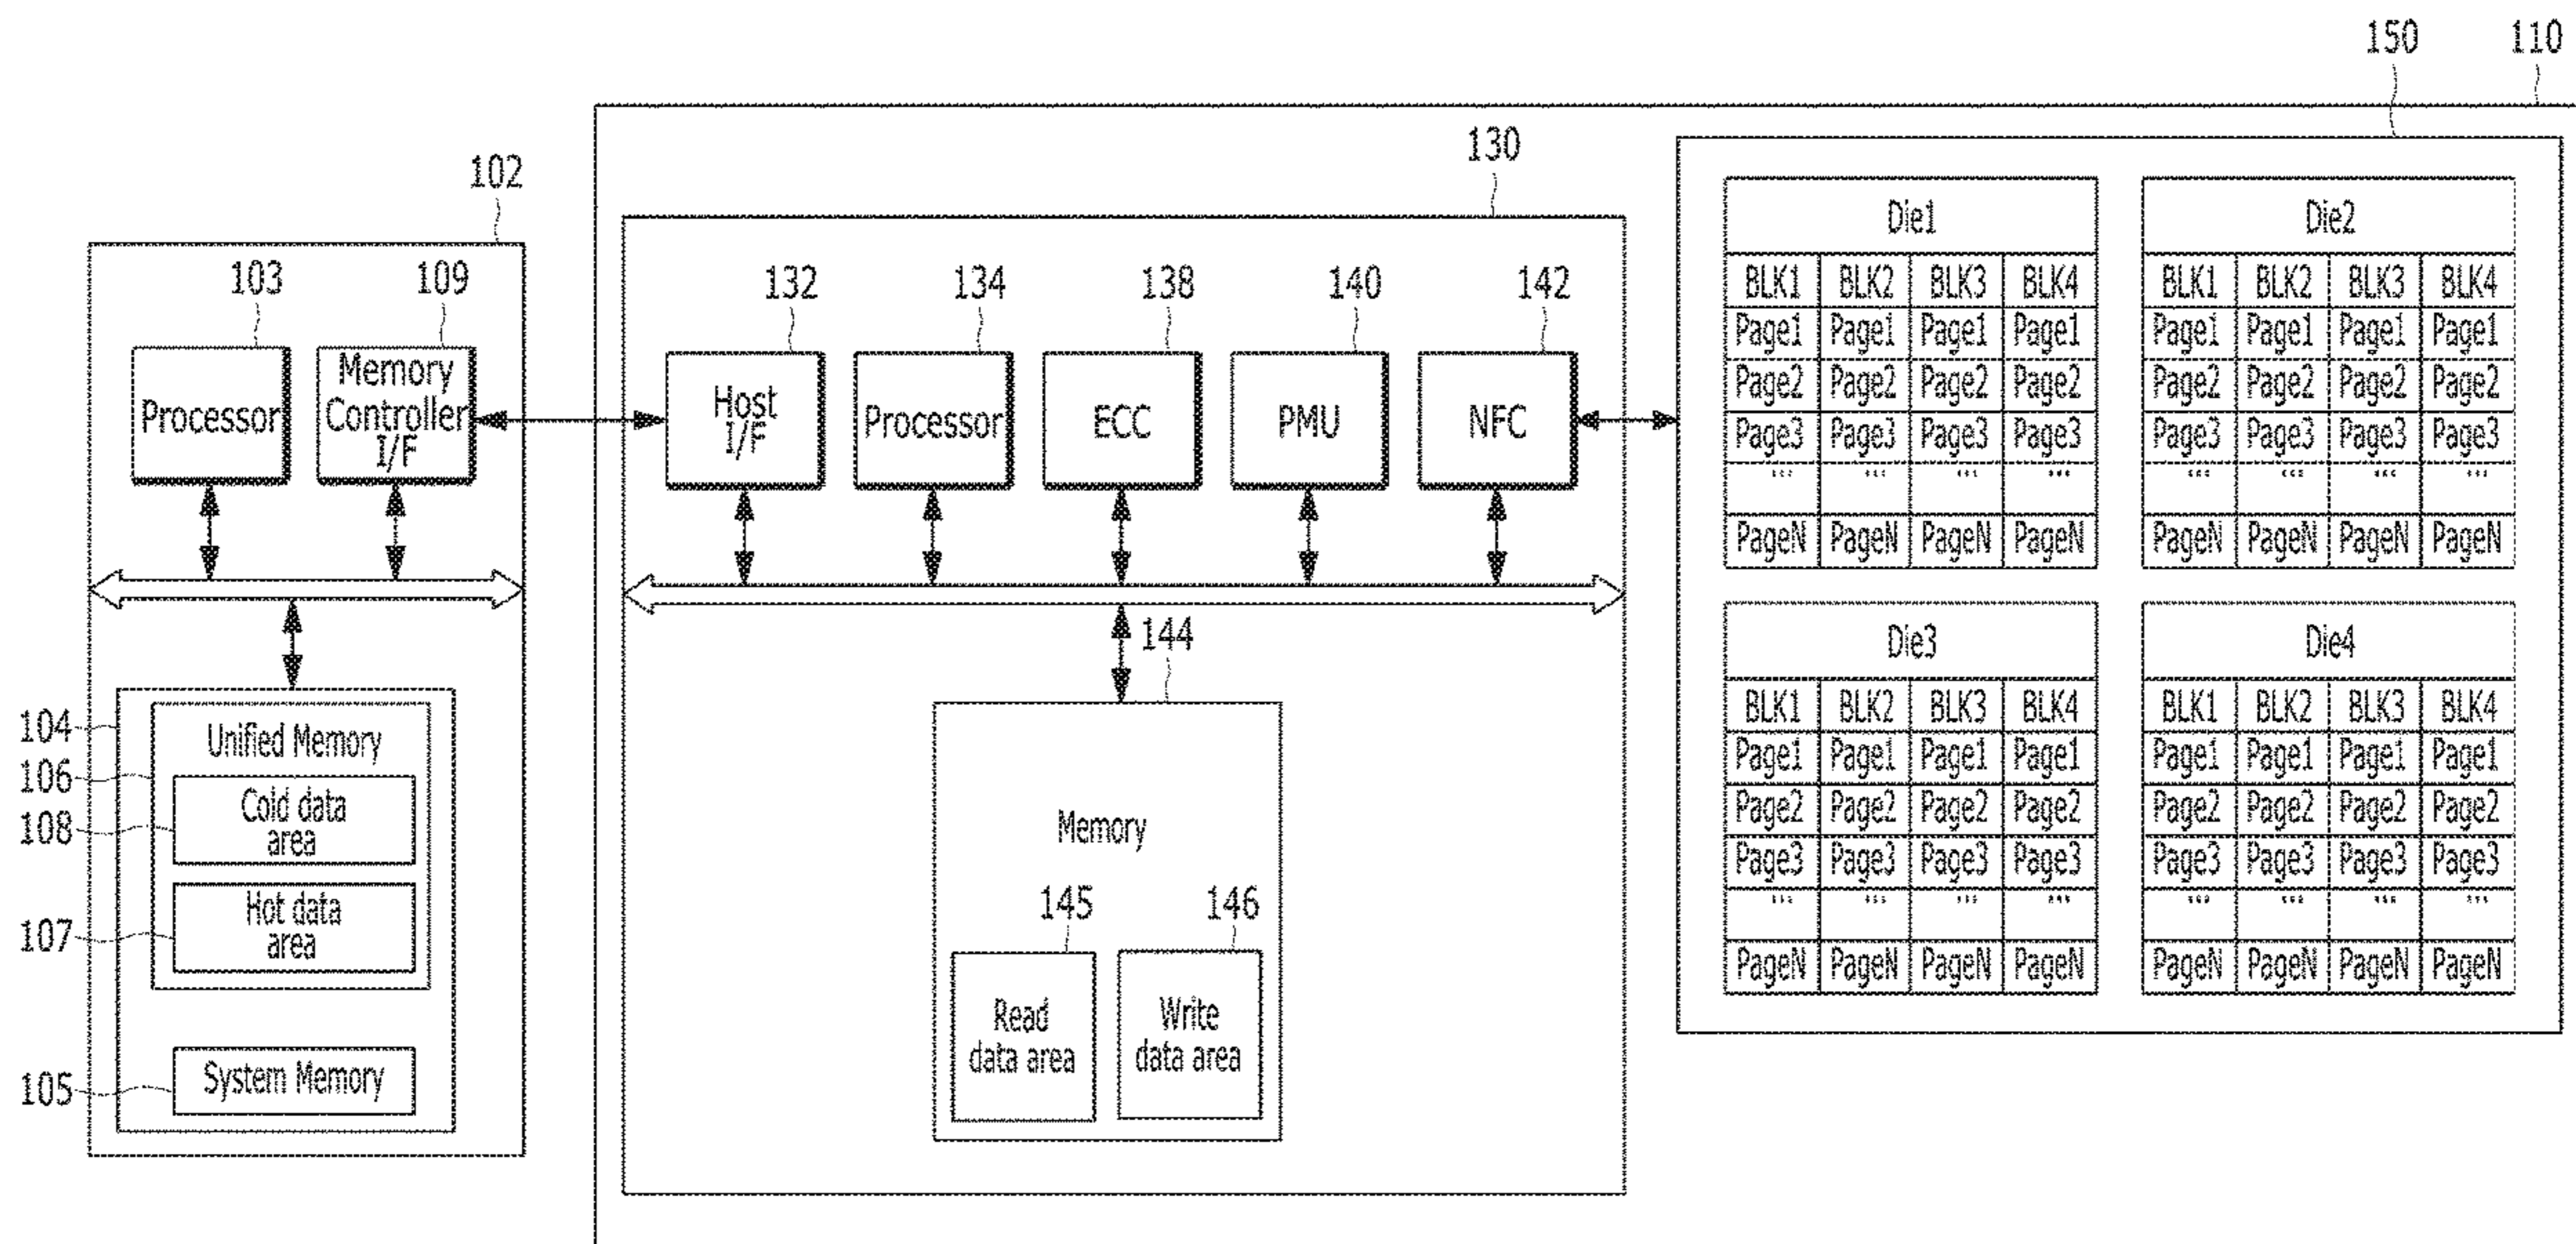 150 110
130
102
103 109
132 134 138 140 142
Processor
Memory
Controller
I/F
Host
I/F
Processor
ECC
PMU
NFC
144
104
106
108
107
105
Unified Memory
Cold data
area
Hot data
area
System Memory
Memory
145 146
Read
data area
Write
data area
Die1
BLK1 BLK2 BLK3 BLK4
Page1 Page1 Page1 Page1
Page2 Page2 Page2 Page2
Page3 Page3 Page3 Page3
... ... ... ...
PageN PageN PageN PageN
Die2
BLK1 BLK2 BLK3 BLK4
Page1 Page1 Page1 Page1
Page2 Page2 Page2 Page2
Page3 Page3 Page3 Page3
... ... ... ...
PageN PageN PageN PageN
Die3
BLK1 BLK2 BLK3 BLK4
Page1 Page1 Page1 Page1
Page2 Page2 Page2 Page2
Page3 Page3 Page3 Page3
... ... ... ...
PageN PageN PageN PageN
Die4
BLK1 BLK2 BLK3 BLK4
Page1 Page1 Page1 Page1
Page2 Page2 Page2 Page2
Page3 Page3 Page3 Page3
... ... ... ...
PageN PageN PageN PageN